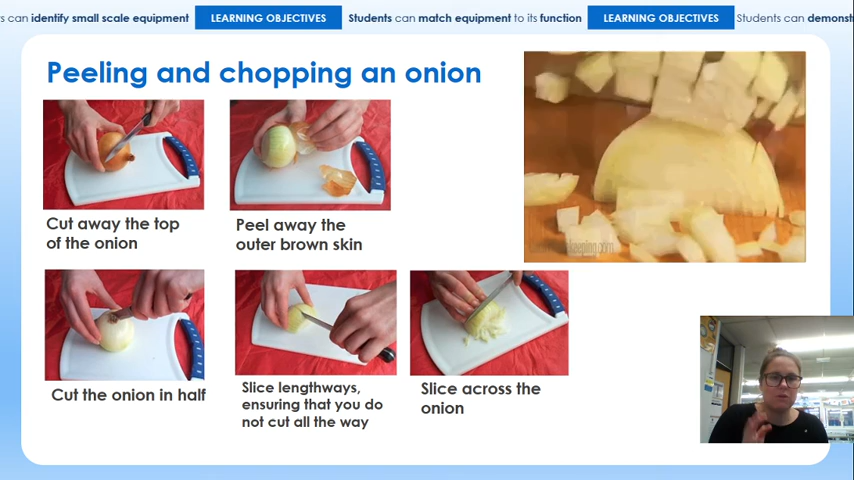 s can identify small scale equipment LEARNING OBJECTIVES Students can match equipment to its function LEARNING OBJECTIVES Students can demonst
Peeling and chopping an onion
Cut away the top
of the onion
Peel away the
outer brown skin
Cut the onion in half
Slice lengthways,
ensuring that you do
not cut all the way
Slice across the
onion